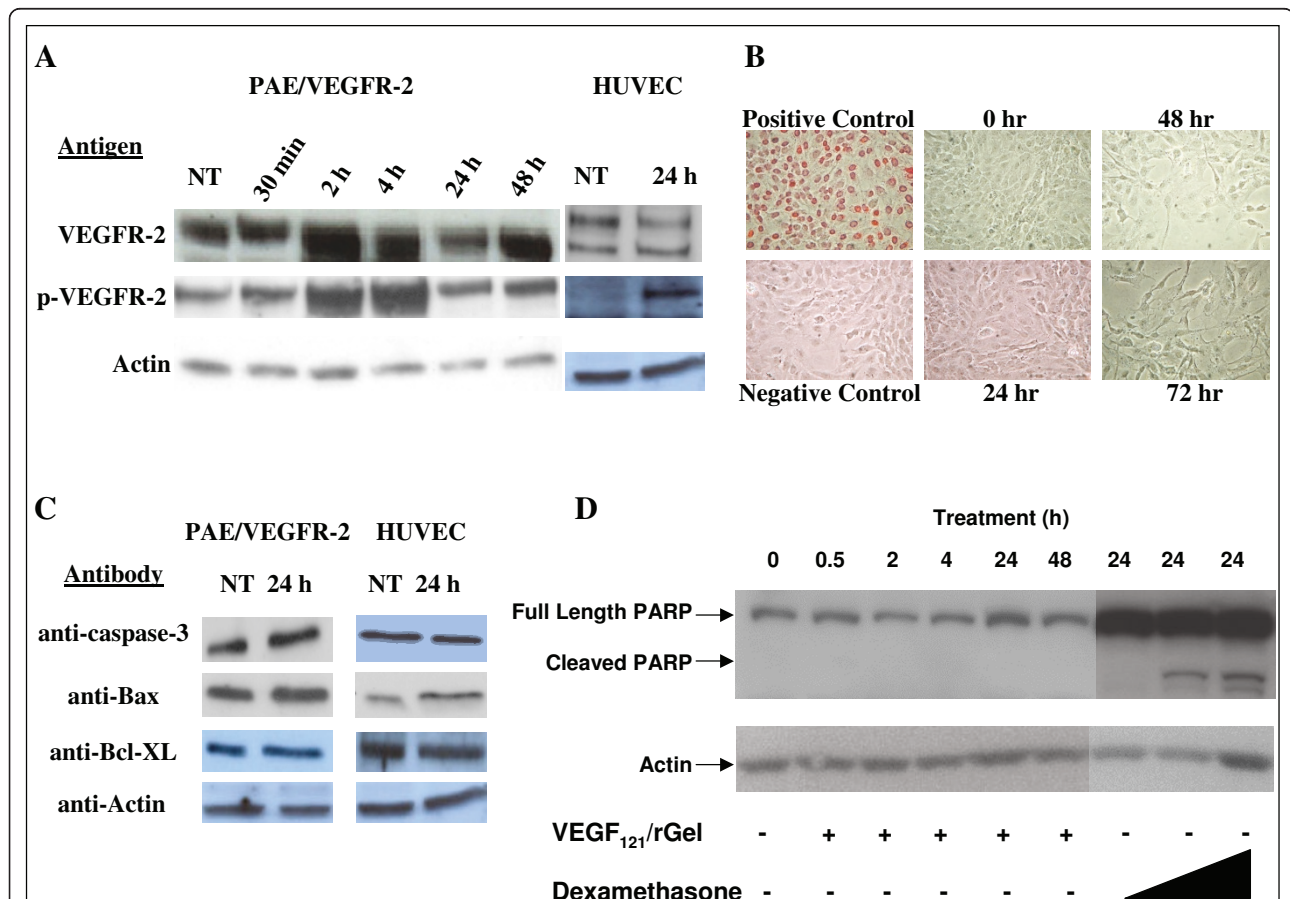 A
PAE/VEGFR-2 HUVEC
Antigen
NT 30 min 2 h 4 h 24 h 48 h NT 24 h
VEGFR-2
p-VEGFR-2
Actin
B
Positive Control 0 hr 48 hr
Negative Control 24 hr 72 hr
C
PAE/VEGFR-2 HUVEC
Antibody
NT 24 h NT 24 h
anti-caspase-3
anti-Bax
anti-Bcl-XL
anti-Actin
D
Treatment (h)
0 0.5 2 4 24 48 24 24 24
Full Length PARP
Cleaved PARP
Actin
VEGF₁₂₁/rGel - + + + + + - - -
Dexamethasone - - - - - -